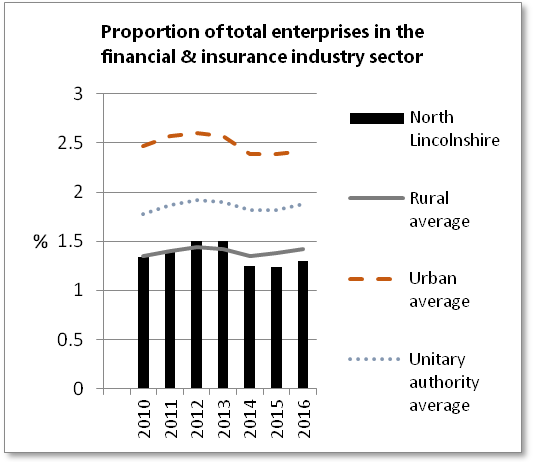 Proportion of total enterprises in the
financial & insurance industry sector
3
2.5
2
1.5
1
0.5
0
%
2010
2011
2012
2013
2014
2015
2016
North
Lincolnshire
Rural
average
Urban
average
Unitary
authority
average